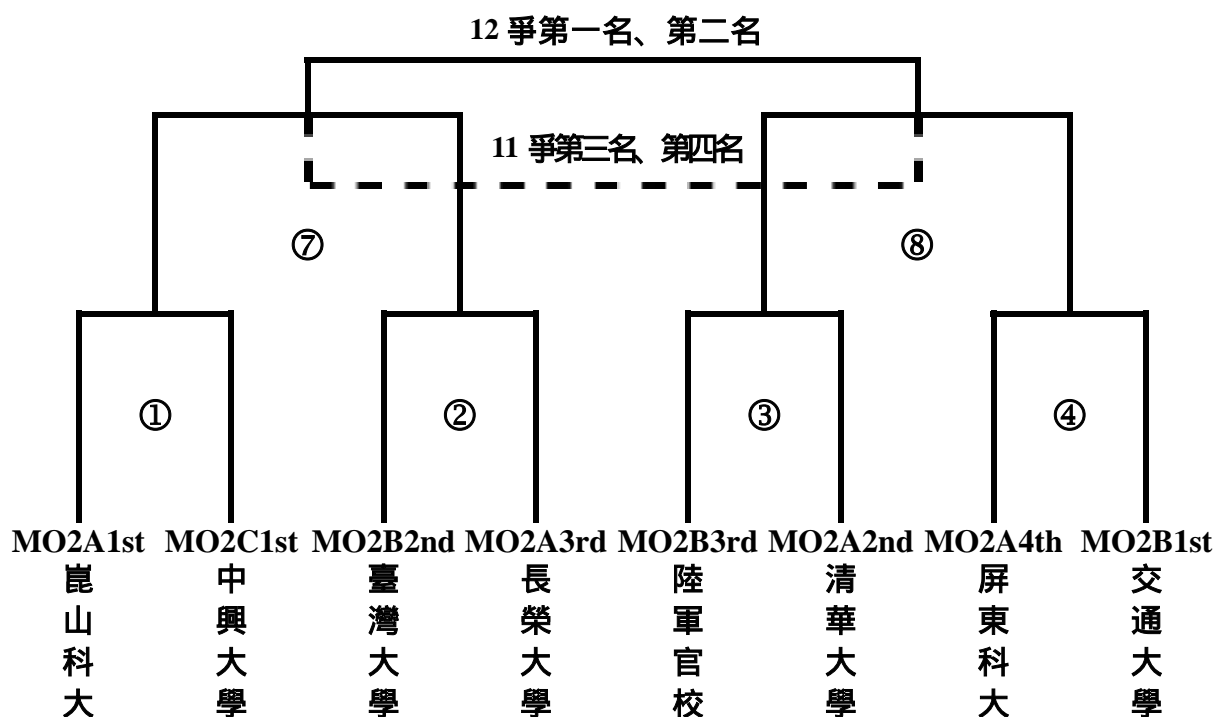 12 爭第一名、第二名
11 爭第三名、第四名
⑦ ⑧
① ② ③ ④
MO2A1st MO2C1st MO2B2nd MO2A3rd MO2B3rd MO2A2nd MO2A4th MO2B1st
崑山科大
中興大學
臺灣大學
長榮大學
陸軍官校
清華大學
屏東科大
交通大學